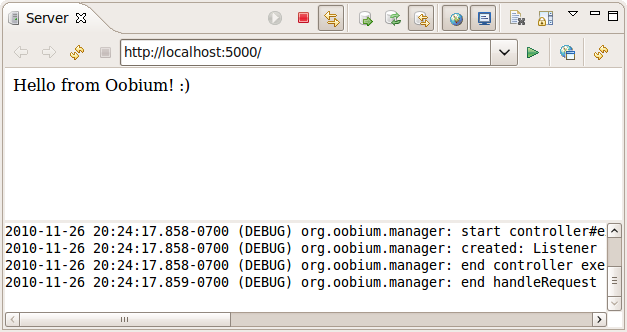 Server
http://localhost:5000/
Hello from Oobium! :)
2010-11-26 20:24:17.858-0700 (DEBUG) org.oobium.manager: start controller#e
2010-11-26 20:24:17.858-0700 (DEBUG) org.oobium.manager: created: Listener
2010-11-26 20:24:17.858-0700 (DEBUG) org.oobium.manager: end controller exe
2010-11-26 20:24:17.859-0700 (DEBUG) org.oobium.manager: end handleRequest